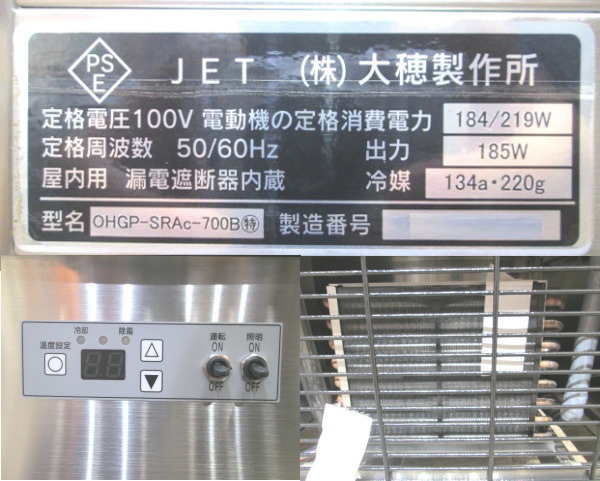 PS E JET (株)大穂製作所
定格電圧100V 電動機の定格消費電力 184/219W
定格周波数 50/60Hz 出力 185W
屋内用 漏電遮断器内蔵 冷媒 134a・220g
型名 OHGP-SRAc-700B㊕ 製造番号
冷却 除霜
温度設定
8.8.
運転 照明
ON ON
OFF OFF